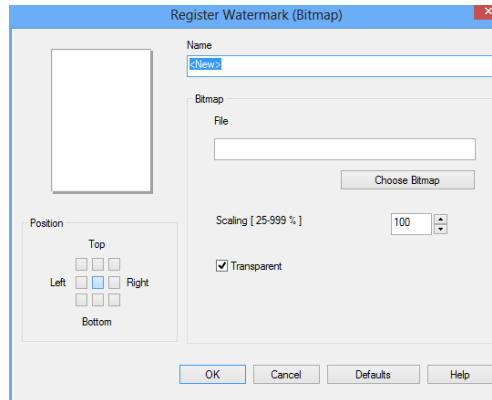 Register Watermark (Bitmap)
Name
<New>
Bitmap
File
Choose Bitmap
Scaling [ 25-999 % ]
100
Transparent
Position
Top
Left
Right
Bottom
OK
Cancel
Defaults
Help